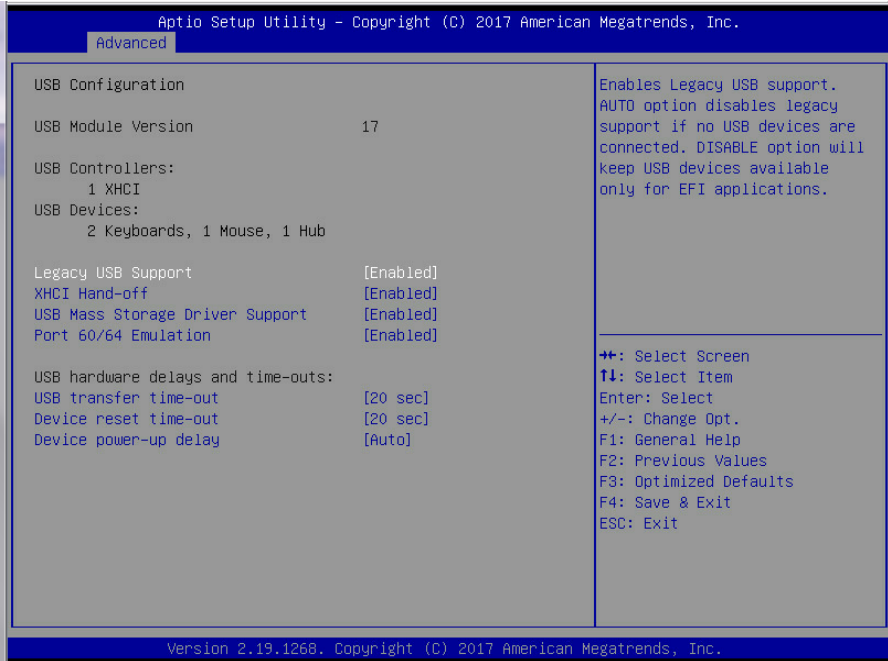 Aptio Setup Utility – Copyright (C) 2017 American Megatrends, Inc.
Advanced
USB Configuration
USB Module Version 17
USB Controllers:
1 XHCI
USB Devices:
2 Keyboards, 1 Mouse, 1 Hub
Legacy USB Support [Enabled]
XHCI Hand-off [Enabled]
USB Mass Storage Driver Support [Enabled]
Port 60/64 Emulation [Enabled]
USB hardware delays and time-outs:
USB transfer time-out [20 sec]
Device reset time-out [20 sec]
Device power-up delay [Auto]
Enables Legacy USB support.
AUTO option disables legacy
support if no USB devices are
connected. DISABLE option will
keep USB devices available
only for EFI applications.
→←: Select Screen
↑↓: Select Item
Enter: Select
+/-: Change Opt.
F1: General Help
F2: Previous Values
F3: Optimized Defaults
F4: Save & Exit
ESC: Exit
Version 2.19.1268. Copyright (C) 2017 American Megatrends, Inc.